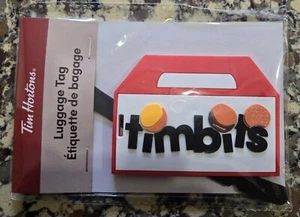 Tim Hortons®
Luggage Tag
Étiquette de bagage
timbits